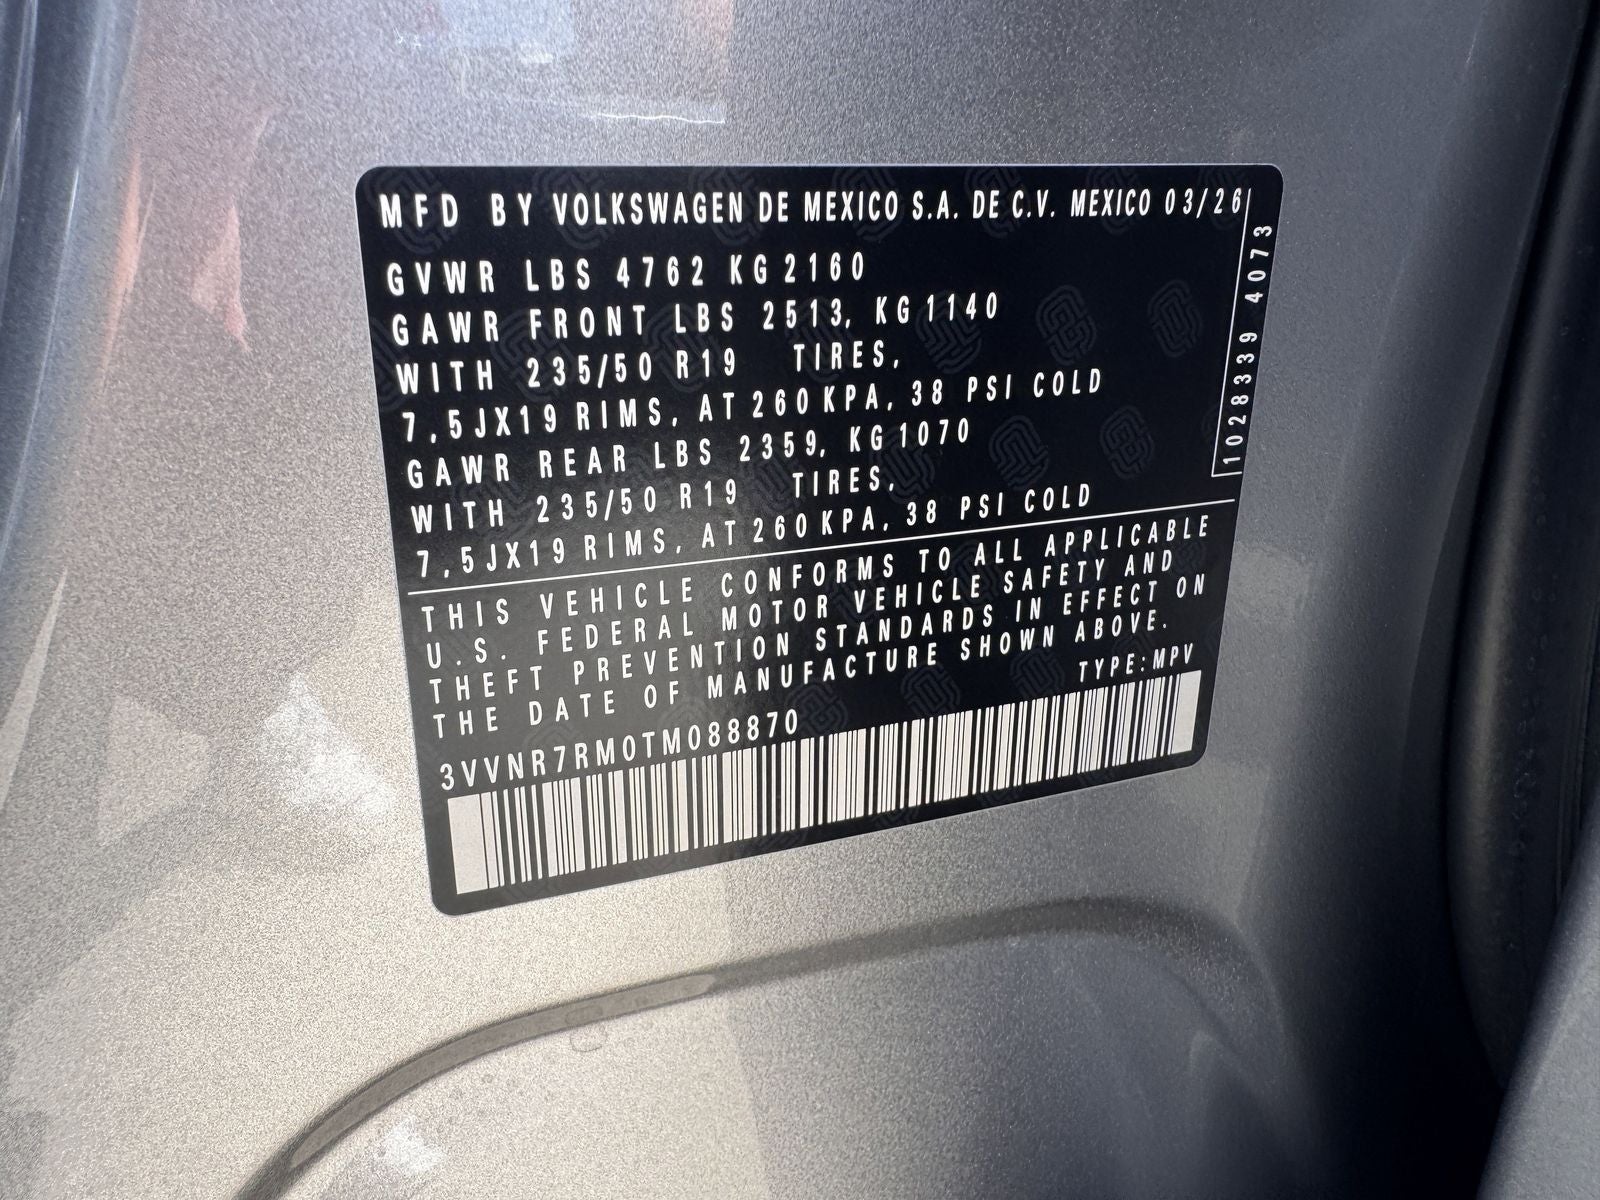 MFD BY VOLKSWAGEN DE MEXICO S.A. DE C.V. MEXICO 03/26
GVWR LBS 4762 KG 2160
GAWR FRONT LBS 2513, KG 1140
WITH 235/50 R19 TIRES,
7,5JX19 RIMS, AT 260 KPA, 38 PSI COLD
GAWR REAR LBS 2359, KG 1070
WITH 235/50 R19 TIRES,
7,5JX19 RIMS, AT 260 KPA, 38 PSI COLD
1028339 4073
THIS VEHICLE CONFORMS TO ALL APPLICABLE
U.S. FEDERAL MOTOR VEHICLE SAFETY AND
THEFT PREVENTION STANDARDS IN EFFECT ON
THE DATE OF MANUFACTURE SHOWN ABOVE.
TYPE:MPV
3VVNR7RM0TM088870